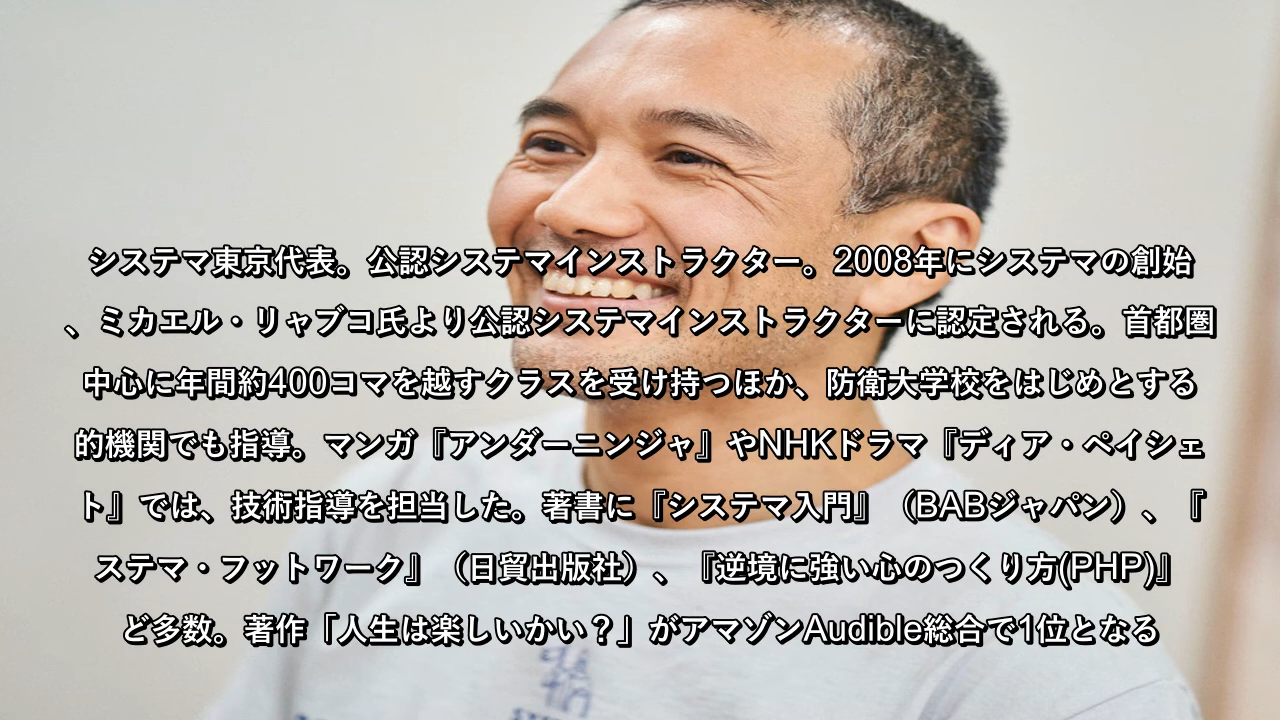 システマ東京代表。公認システマインストラクター。2008年にシステマの創始
、ミカエル・リャブコ氏より公認システマインストラクターに認定される。首都圏
中心に年間約400コマを越すクラスを受け持つほか、防衛大学校をはじめとする
的機関でも指導。マンガ『アンダーニンジャ』やNHKドラマ『ディア・ペイシェ
ト』では、技術指導を担当した。著書に『システマ入門』（BABジャパン）、『
ステマ・フットワーク』（日貿出版社）、『逆境に強い心のつくり方(PHP)』
ど多数。著作「人生は楽しいかい？」がアマゾンAudible総合で1位となる